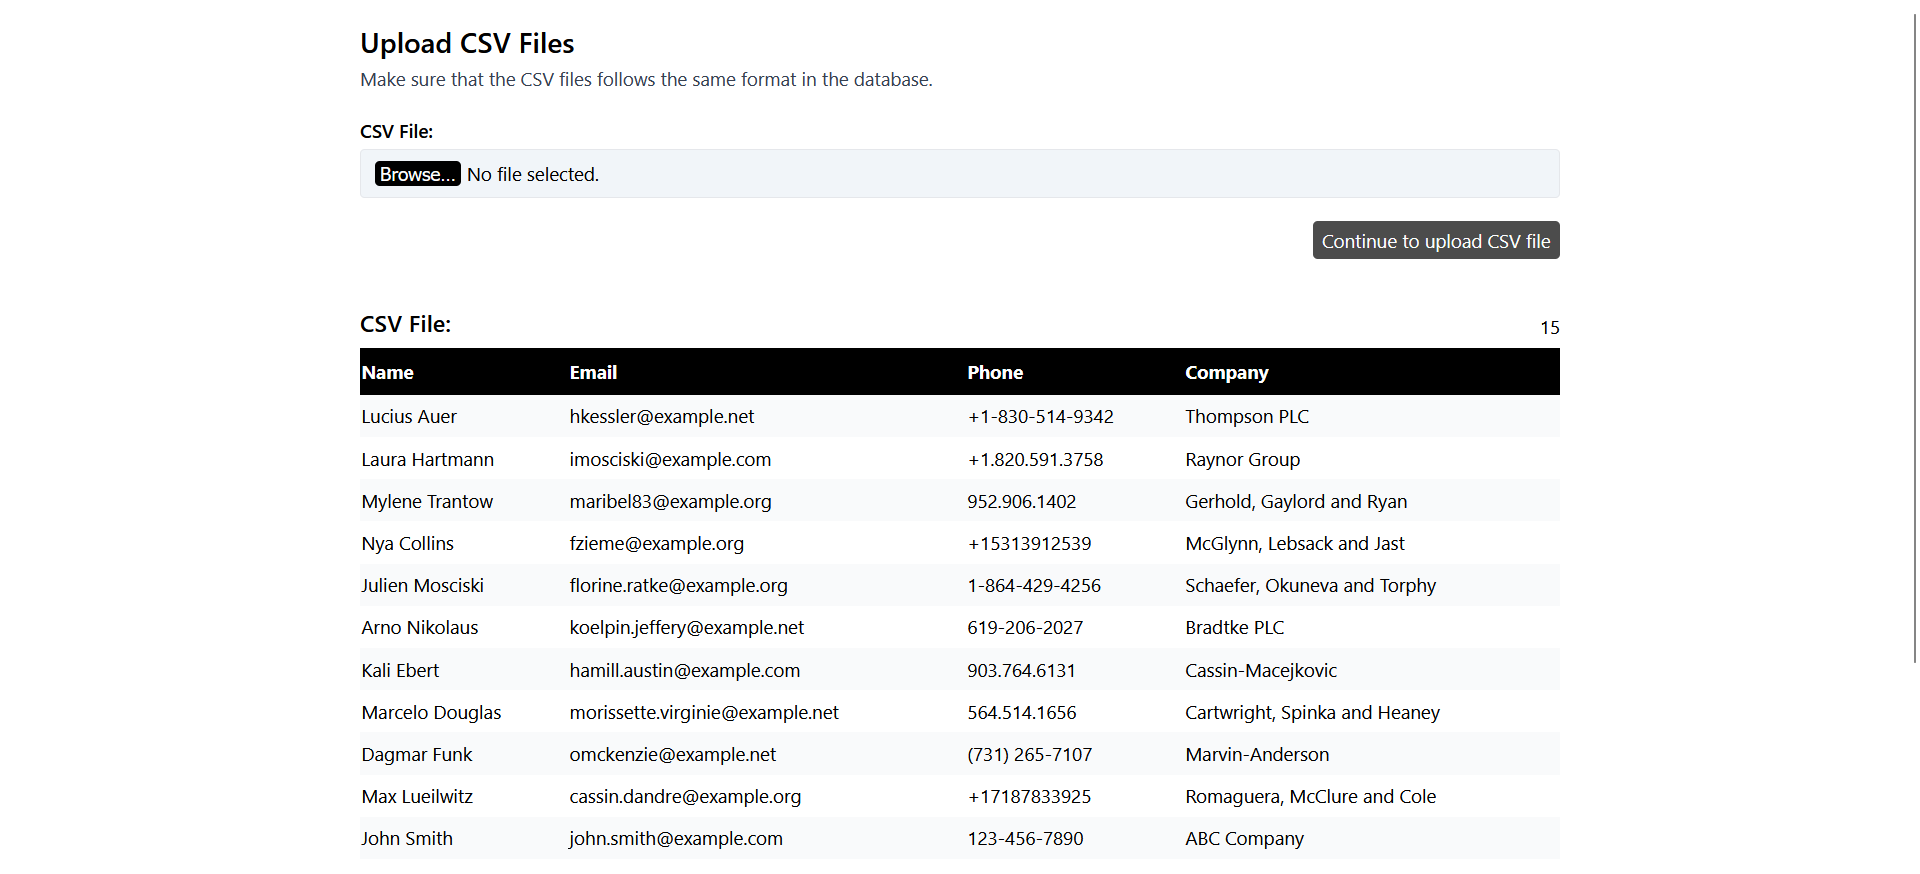 Upload CSV Files
Make sure that the CSV files follows the same format in the database.
CSV File:
Browse... No file selected.
Continue to upload CSV file
CSV File: 15
Name Email Phone Company
Lucius Auer hkessler@example.net +1-830-514-9342 Thompson PLC
Laura Hartmann imosciski@example.com +1.820.591.3758 Raynor Group
Mylene Trantow maribel83@example.org 952.906.1402 Gerhold, Gaylord and Ryan
Nya Collins fzieme@example.org +15313912539 McGlynn, Lebsack and Jast
Julien Mosciski florine.ratke@example.org 1-864-429-4256 Schaefer, Okuneva and Torphy
Arno Nikolaus koelpin.jeffery@example.net 619-206-2027 Bradtke PLC
Kali Ebert hamill.austin@example.com 903.764.6131 Cassin-Macejkovic
Marcelo Douglas morissette.virginie@example.net 564.514.1656 Cartwright, Spinka and Heaney
Dagmar Funk omckenzie@example.net (731) 265-7107 Marvin-Anderson
Max Lueilwitz cassin.dandre@example.org +17187833925 Romaguera, McClure and Cole
John Smith john.smith@example.com 123-456-7890 ABC Company